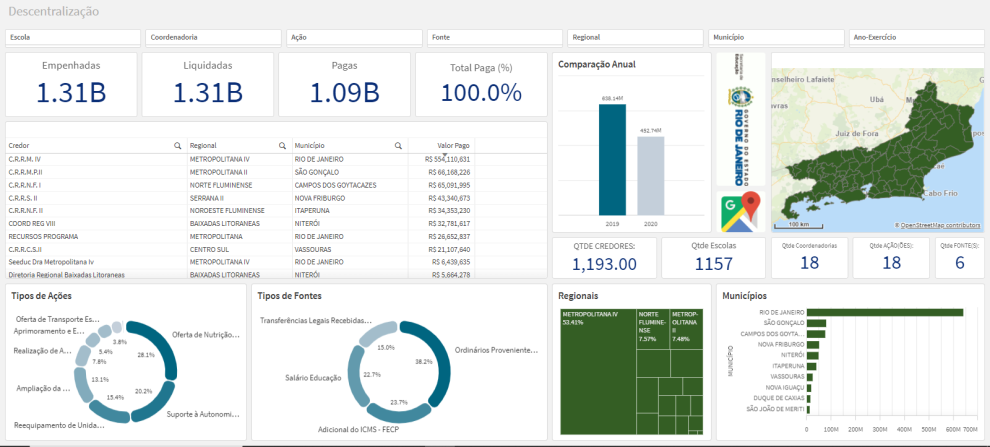 Descentralização
Escola
Coordenadoria
Ação
Fonte
Regional
Município
Ano-Exercício
Empenhadas
1.31B
Liquidadas
1.31B
Pagas
1.09B
Total Paga (%)
100.0%
Credor Regional Município Valor Pago
C.R.R.M. IV METROPOLITANA IV RIO DE JANEIRO R$ 554,110,631
C.R.R.M.P.II METROPOLITANA II SÃO GONÇALO R$ 66,168,226
C.R.R.N.F. I NORTE FLUMINENSE CAMPOS DOS GOYTACAZES R$ 65,091,995
C.R.R.S. II SERRANA II NOVA FRIBURGO R$ 43,340,673
C.R.R.N.F. II NOROESTE FLUMINENSE ITAPERUNA R$ 34,353,230
COORD REG VIII BAIXADAS LITORANEAS NITERÓI R$ 32,781,617
RECURSOS PROGRAMA METROPOLITANA RIO DE JANEIRO R$ 26,652,837
C.R.R.C.S.II CENTRO SUL VASSOURAS R$ 21,107,640
Seeduc Dra Metropolitana Iv METROPOLITANA IV RIO DE JANEIRO R$ 6,439,635
Diretoria Regional Baixadas Litoraneas BAIXADAS LITORANEAS NITERÓI R$ 5,664,278
Comparação Anual
638.14M
452.74M
2019
2020
Educação
GOVERNO DO ESTADO
RIO DE JANEIRO
G
nselheiro Lafaiete
Ubá
M
vras
Juiz de Fora
pos
aé
Cabo Frio
100 km
© OpenStreetMap contributors
QTDE CREDORES:
1,193.00
Qtde Escolas
1157
Qtde Coordenadorias
18
Qtde AÇÃO(ÕES):
18
Qtde FONTE(S):
6
Tipos de Ações
Oferta de Transporte Es...
Aprimoramento e E...
Realização de A...
Ampliação da ...
Reequipamento de Unida...
Oferta de Nutrição...
Suporte à Autonomi...
3.8%
5.4%
7.8%
13.1%
15.4%
20.2%
28.1%
Tipos de Fontes
Transferências Legais Recebidas...
Salário Educação
Adicional do ICMS - FECP
Ordinários Proveniente...
15.0%
22.7%
23.7%
38.2%
Regionais
METROPOLITANA IV
53.41%
NORTE
FLUMINE-
NSE
7.57%
METROP-
OLITANA
II
7.48%
Municípios
MUNICÍPIO
RIO DE JANEIRO
SÃO GONÇALO
CAMPOS DOS GOYTA...
NOVA FRIBURGO
NITERÓI
ITAPERUNA
VASSOURAS
NOVA IGUAÇU
DUQUE DE CAXIAS
SÃO JOÃO DE MERITI
0
100M
200M
300M
400M
500M
600M
700M